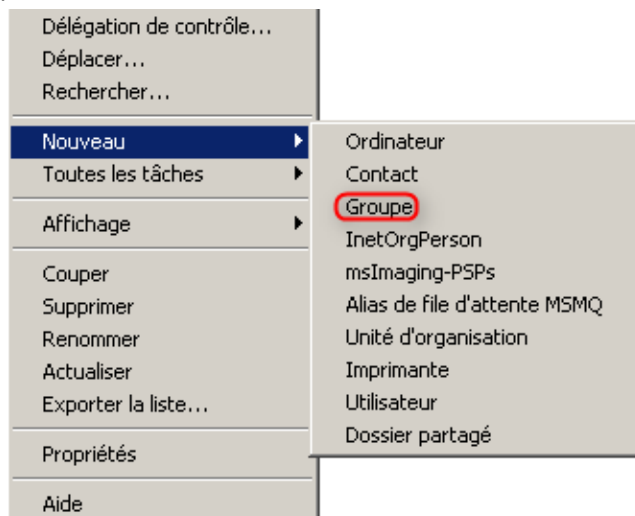 Délégation de contrôle...
Déplacer...
Rechercher...
Nouveau
Toutes les tâches
Affichage
Couper
Supprimer
Renommer
Actualiser
Exporter la liste...
Propriétés
Aide
Ordinateur
Contact
Groupe
InetOrgPerson
msImaging-PSPs
Alias de file d'attente MSMQ
Unité d'organisation
Imprimante
Utilisateur
Dossier partagé